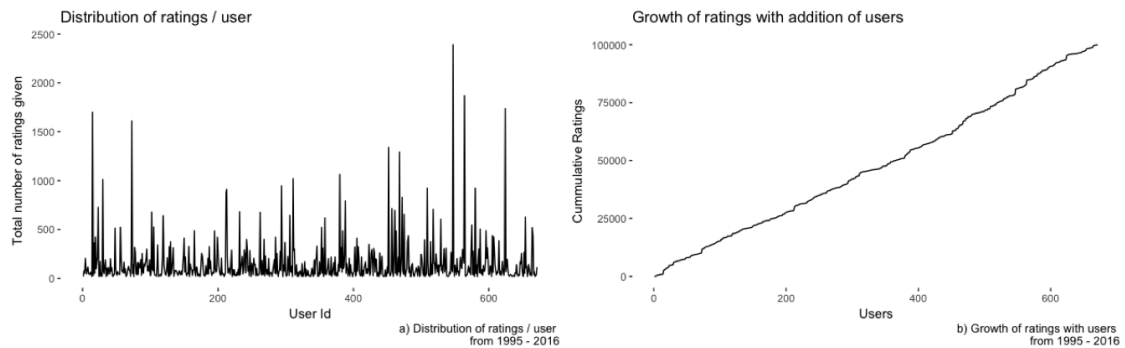 Distribution of ratings / user
2500
2000
1500
1000
500
0
Total number of ratings given
0 200 400 600
User Id
a) Distribution of ratings / user
from 1995 - 2016
Growth of ratings with addition of users
100000
75000
50000
25000
0
Cummulative Ratings
0 200 400 600
Users
b) Growth of ratings with users
from 1995 - 2016